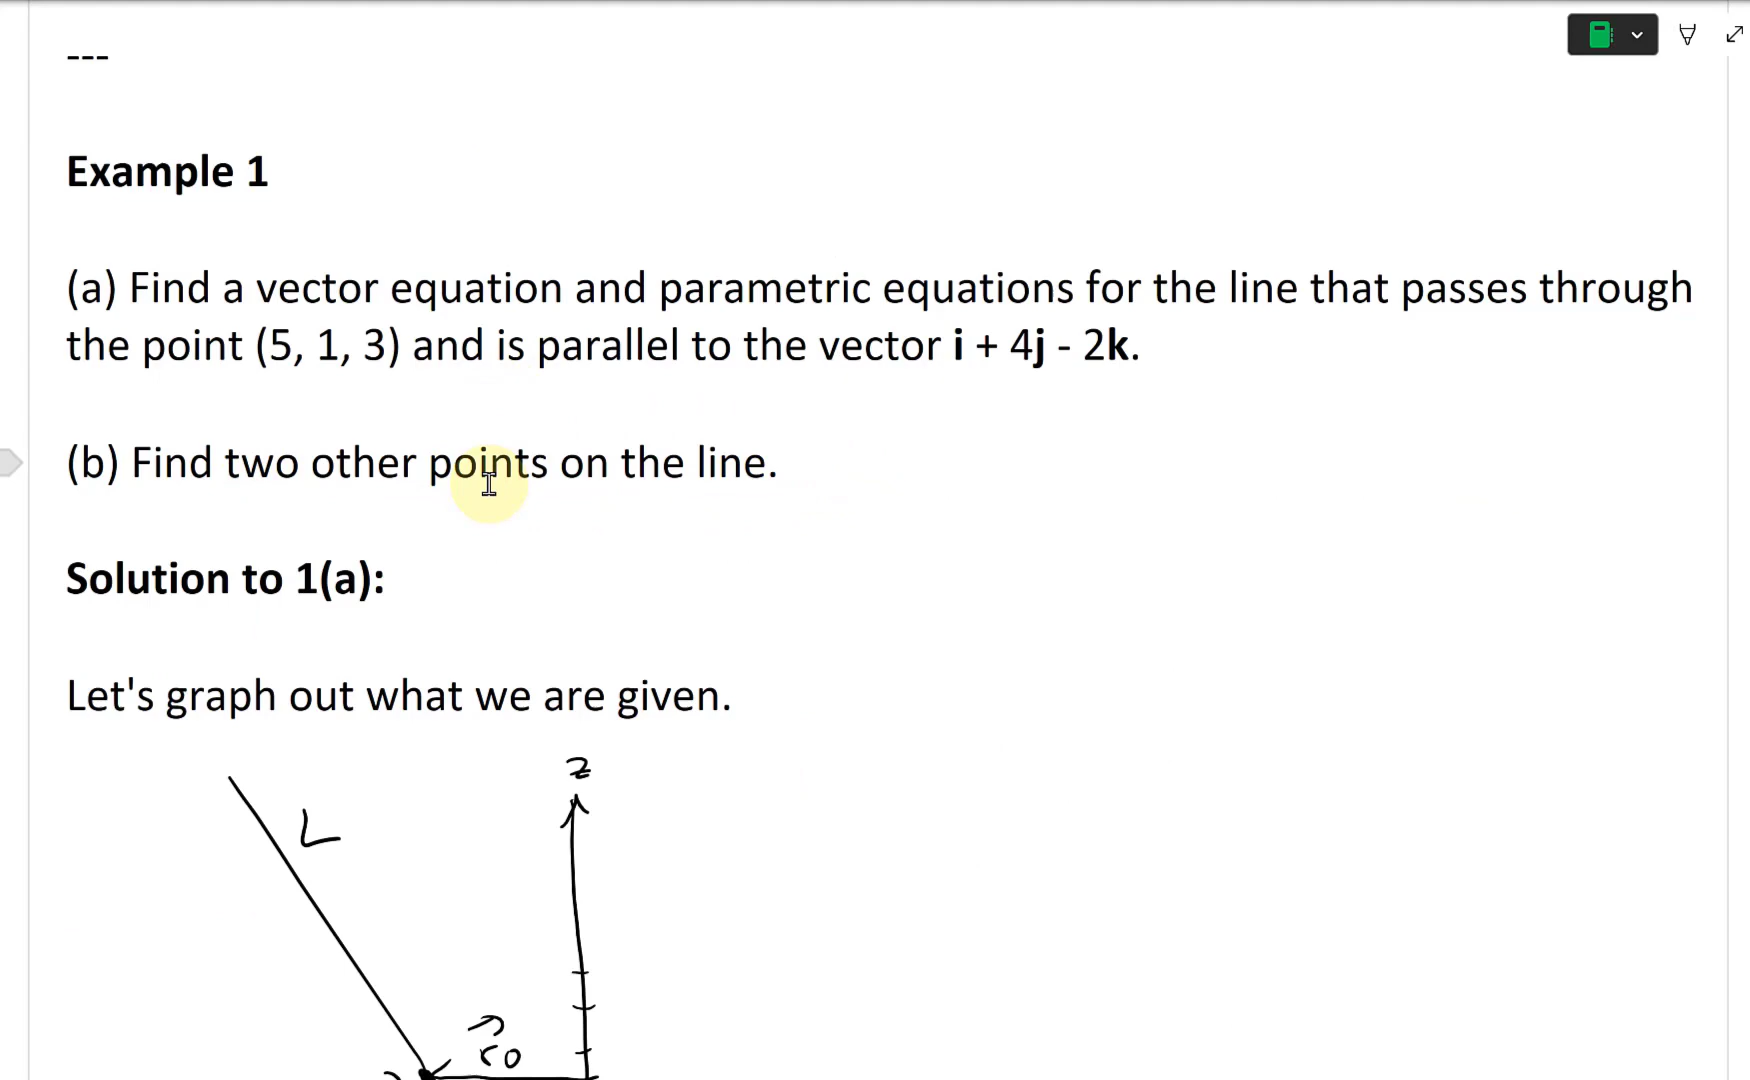 ---
Example 1
(a) Find a vector equation and parametric equations for the line that passes through
the point (5, 1, 3) and is parallel to the vector i + 4j - 2k.
(b) Find two other points on the line.
Solution to 1(a):
Let's graph out what we are given.
z
L
r0